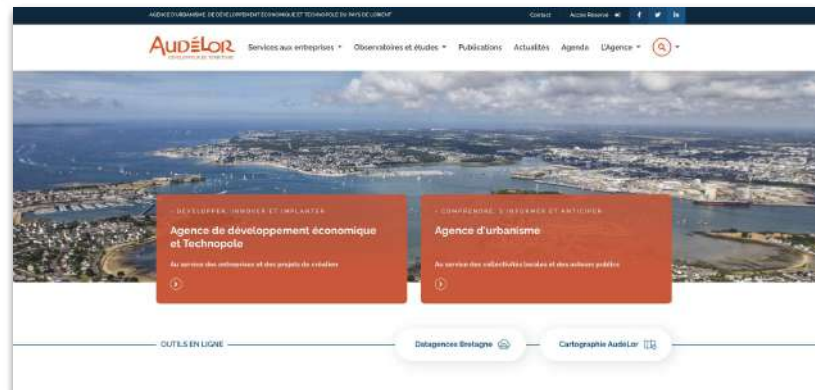 AGENCE D'URBANISME, DE DÉVELOPPEMENT ÉCONOMIQUE ET TECHNOPOLE DU PAYS DE LORIENT
Contact
Accès Réservé
AUDÉLOR
DÉVELOPPEUR DE TERRITOIRE
Services aux entreprises
Observatoires et études
Publications
Actualités
Agenda
L'Agence
DÉVELOPPER, INNOVER ET IMPLANTER
Agence de développement économique
et Technopole
Au service des entreprises et des projets de création
COMPRENDRE, S'INFORMER ET ANTICIPER
Agence d'urbanisme
Au service des collectivités locales et des acteurs publics
OUTILS EN LIGNE
Datagences Bretagne
Cartographie AudéLor